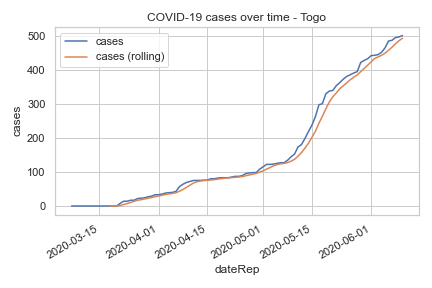 COVID-19 cases over time - Togo
cases
cases (rolling)
500
400
300
200
100
0
cases
2020-03-15
2020-04-01
2020-04-15
2020-05-01
2020-05-15
2020-06-01
dateRep